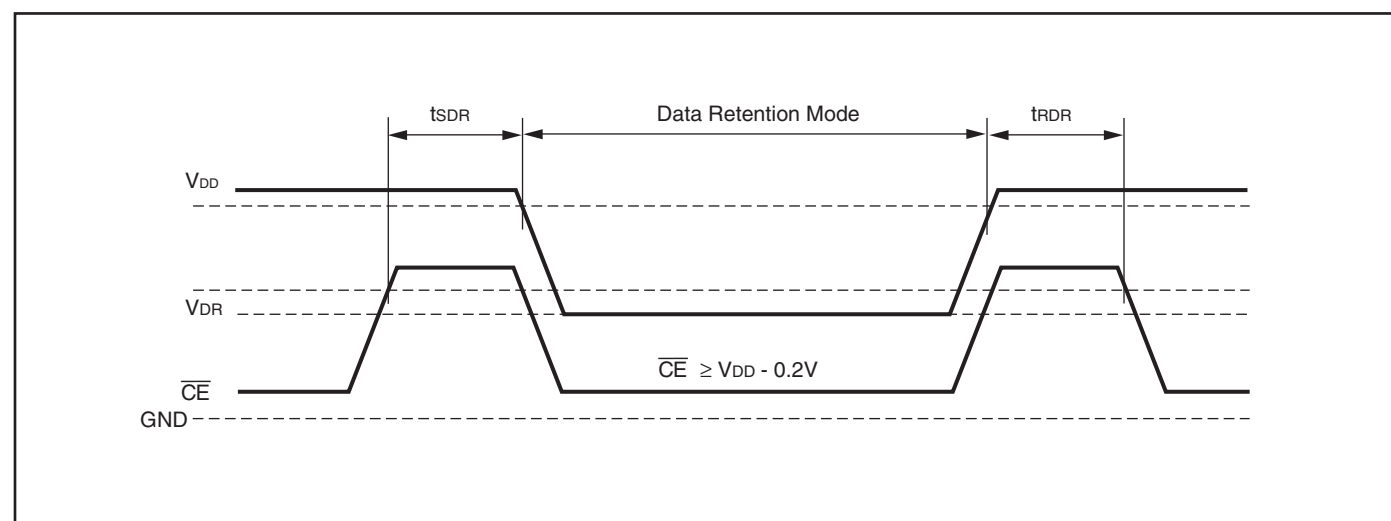 tSDR Data Retention Mode tRDR
VDD
VDR
CE ≥ VDD - 0.2V
CE
GND